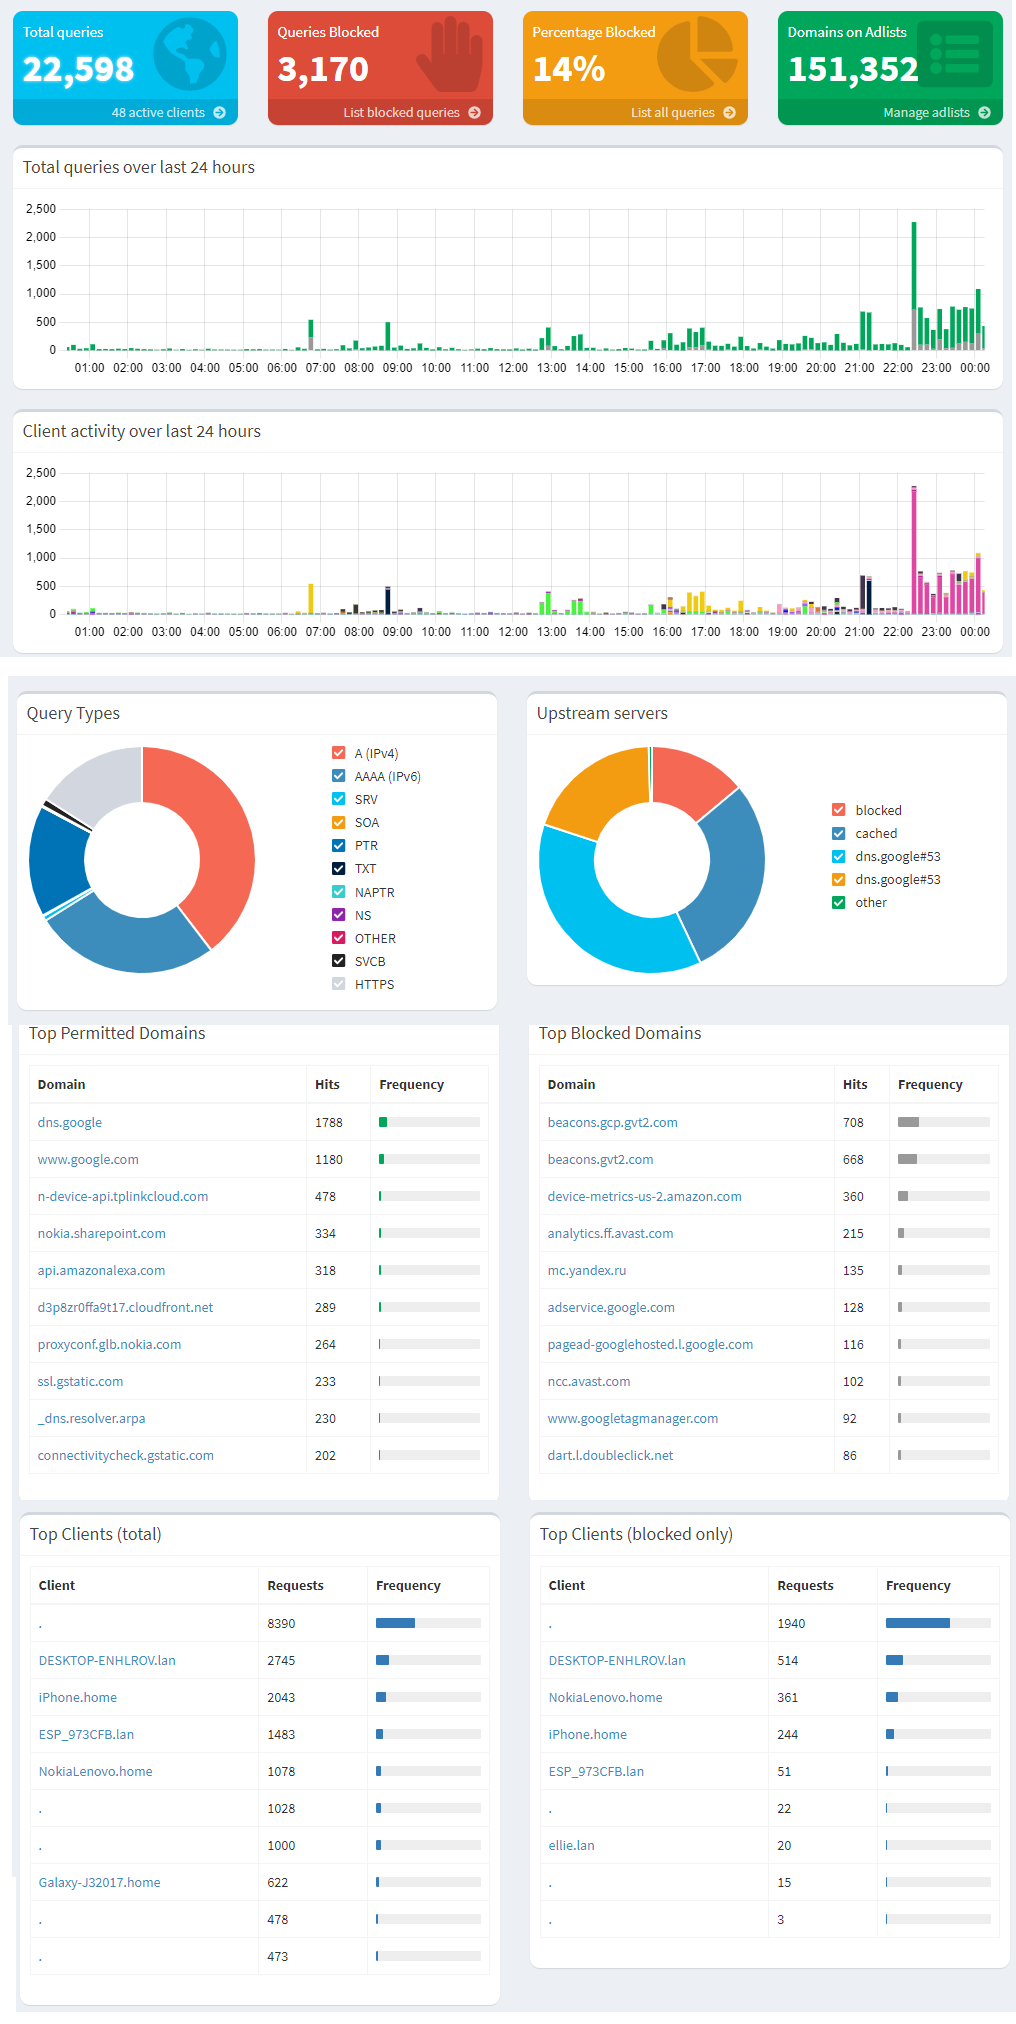 Total queries
22,598
48 active clients
Queries Blocked
3,170
List blocked queries
Percentage Blocked
14%
List all queries
Domains on Adlists
151,352
Manage adlists
Total queries over last 24 hours
2,500
2,000
1,500
1,000
500
0
01:00 02:00 03:00 04:00 05:00 06:00 07:00 08:00 09:00 10:00 11:00 12:00 13:00 14:00 15:00 16:00 17:00 18:00 19:00 20:00 21:00 22:00 23:00 00:00
Client activity over last 24 hours
2,500
2,000
1,500
1,000
500
0
01:00 02:00 03:00 04:00 05:00 06:00 07:00 08:00 09:00 10:00 11:00 12:00 13:00 14:00 15:00 16:00 17:00 18:00 19:00 20:00 21:00 22:00 23:00 00:00
Query Types
A (IPv4)
AAAA (IPv6)
SRV
SOA
PTR
TXT
NAPTR
NS
OTHER
SVCB
HTTPS
Upstream servers
blocked
cached
dns.google#53
dns.google#53
other
Top Permitted Domains
Domain Hits Frequency
dns.google 1788
www.google.com 1180
n-device-api.tplinkcloud.com 478
nokia.sharepoint.com 334
api.amazonalexa.com 318
d3p8zr0ffa9t17.cloudfront.net 289
proxyconf.glb.nokia.com 264
ssl.gstatic.com 233
_dns.resolver.arpa 230
connectivitycheck.gstatic.com 202
Top Blocked Domains
Domain Hits Frequency
beacons.gcp.gvt2.com 708
beacons.gvt2.com 668
device-metrics-us-2.amazon.com 360
analytics.ff.avast.com 215
mc.yandex.ru 135
adservice.google.com 128
pagead-googlehosted.l.google.com 116
ncc.avast.com 102
www.googletagmanager.com 92
dart.l.doubleclick.net 86
Top Clients (total)
Client Requests Frequency
. 8390
DESKTOP-ENHLROV.lan 2745
iPhone.home 2043
ESP_973CFB.lan 1483
NokiaLenovo.home 1078
. 1028
. 1000
Galaxy-J32017.home 622
. 478
. 473
Top Clients (blocked only)
Client Requests Frequency
. 1940
DESKTOP-ENHLROV.lan 514
NokiaLenovo.home 361
iPhone.home 244
ESP_973CFB.lan 51
. 22
ellie.lan 20
. 15
. 3